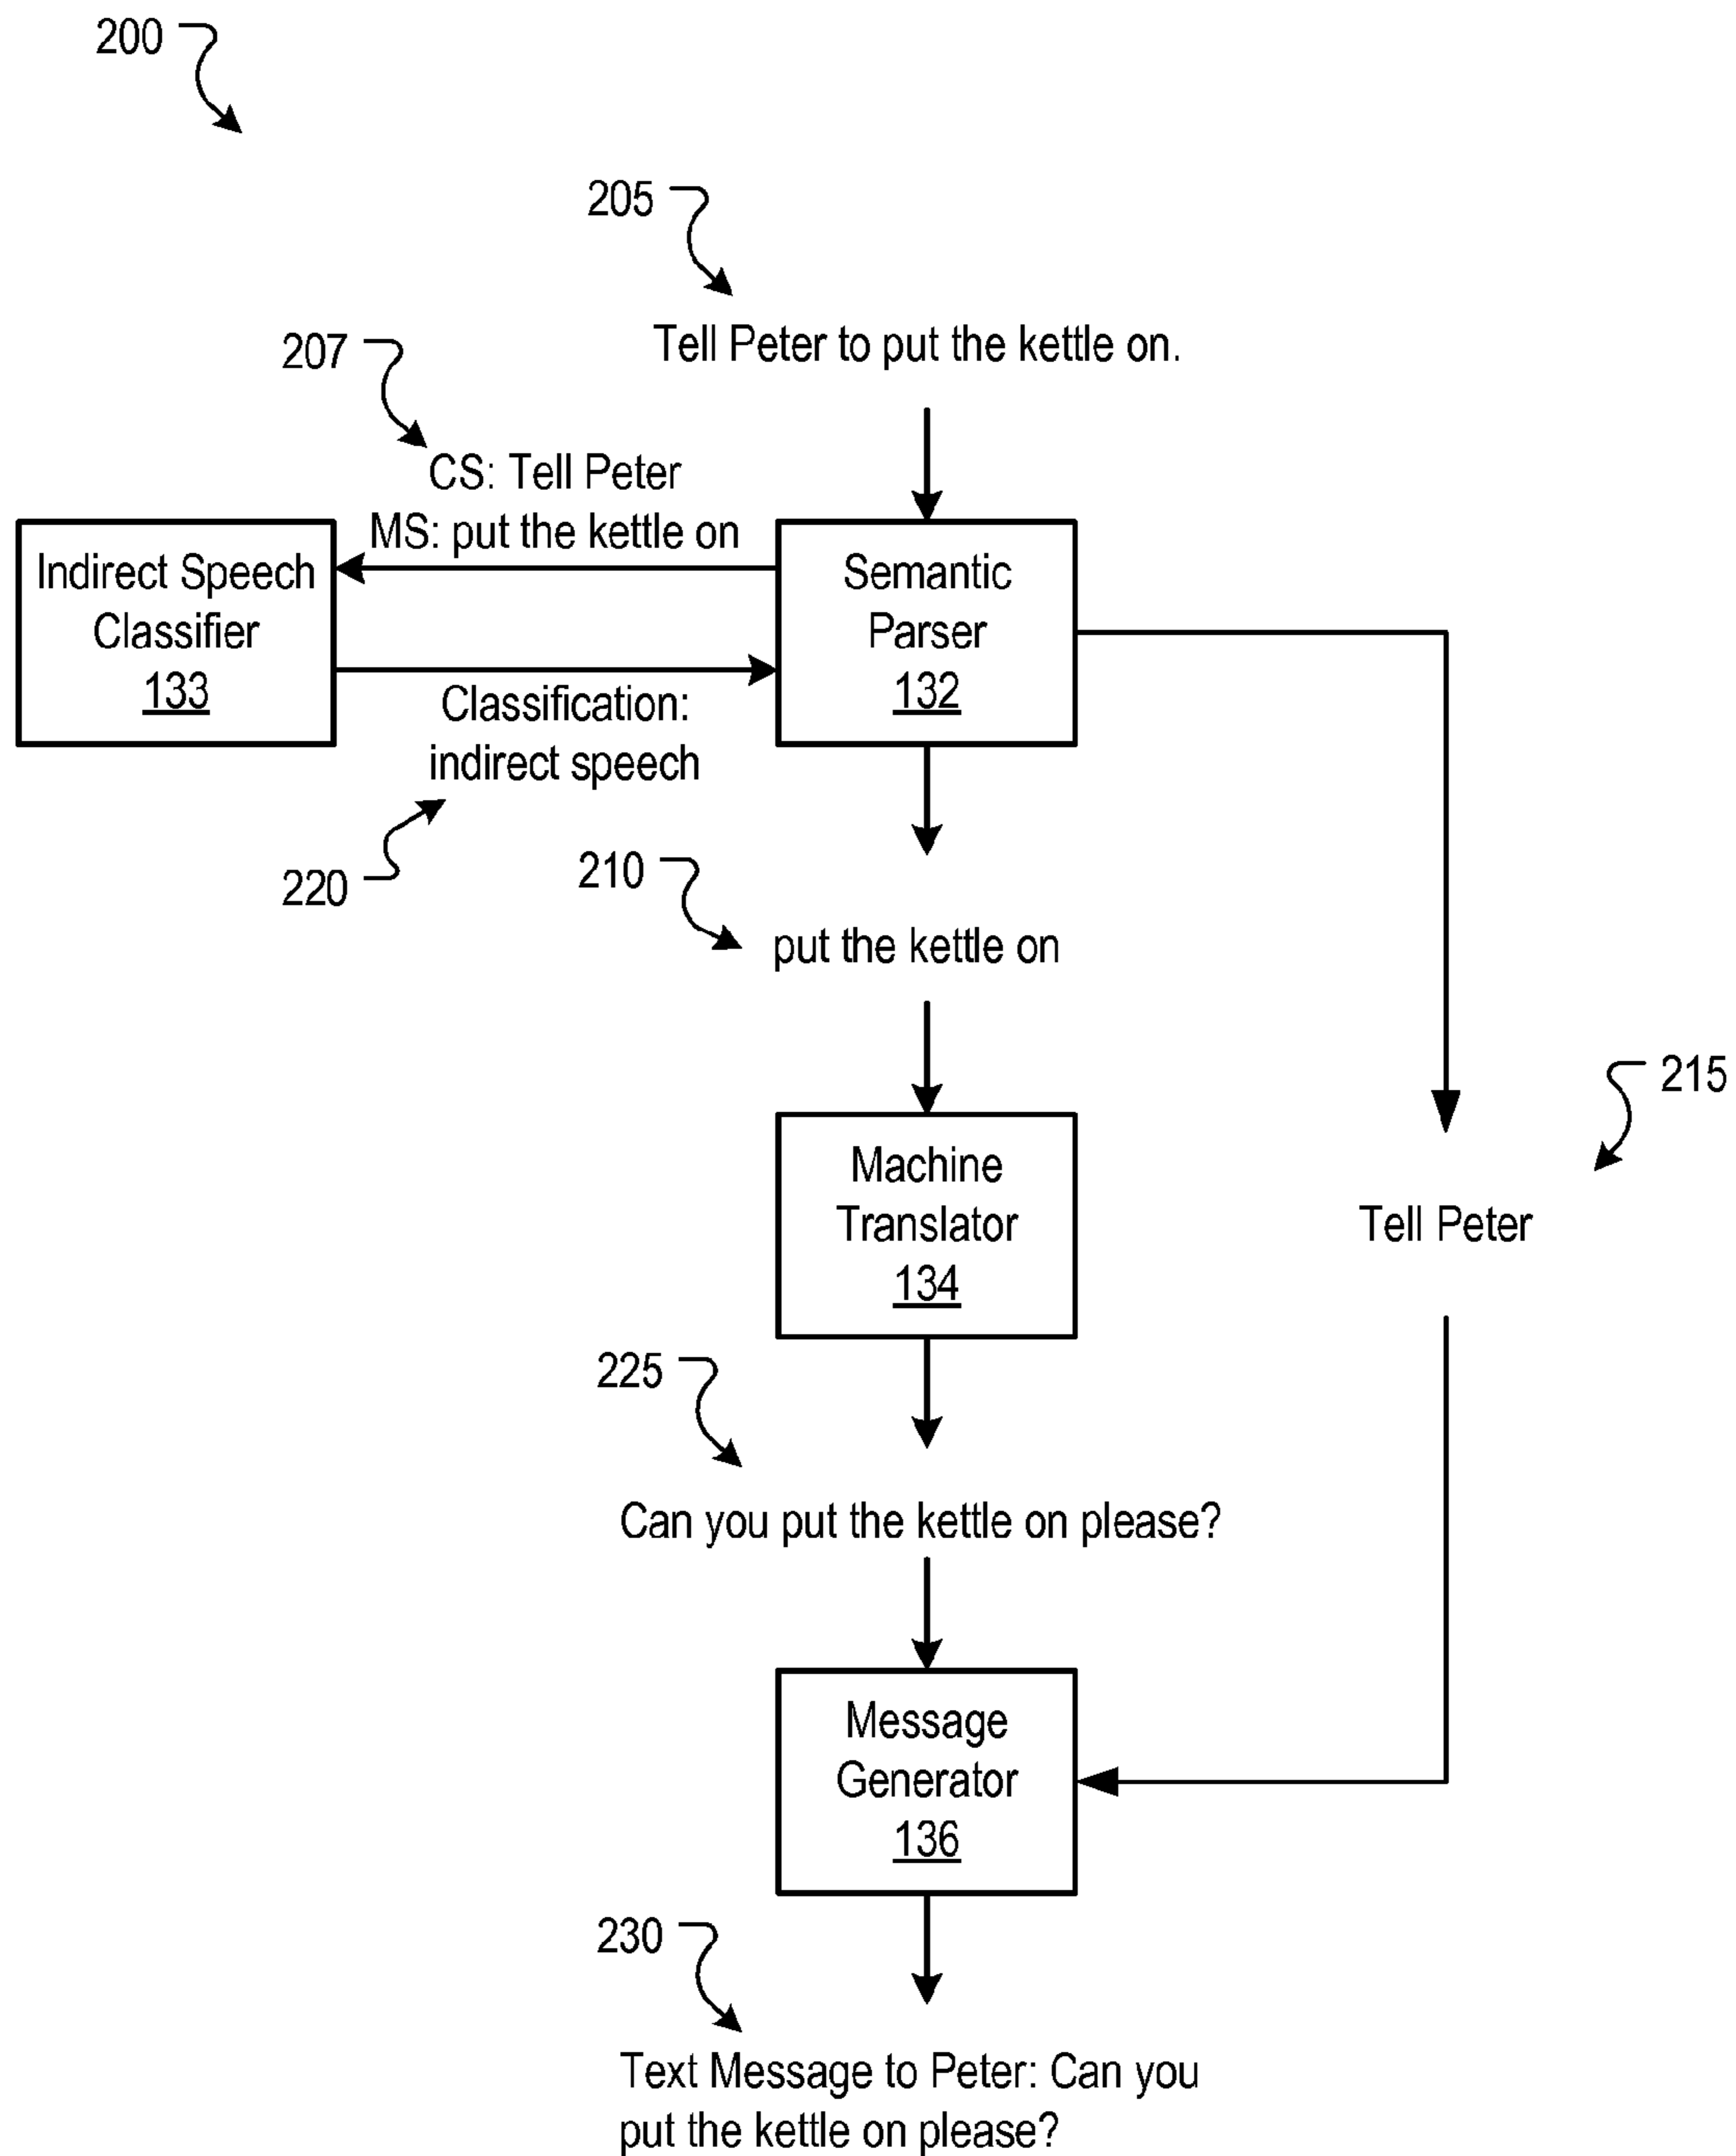 200
205
Tell Peter to put the kettle on.
207
CS: Tell Peter
MS: put the kettle on
Indirect Speech
Classifier
133
Semantic
Parser
132
Classification:
indirect speech
220
210
put the kettle on
215
Tell Peter
Machine
Translator
134
225
Can you put the kettle on please?
Message
Generator
136
230
Text Message to Peter: Can you
put the kettle on please?